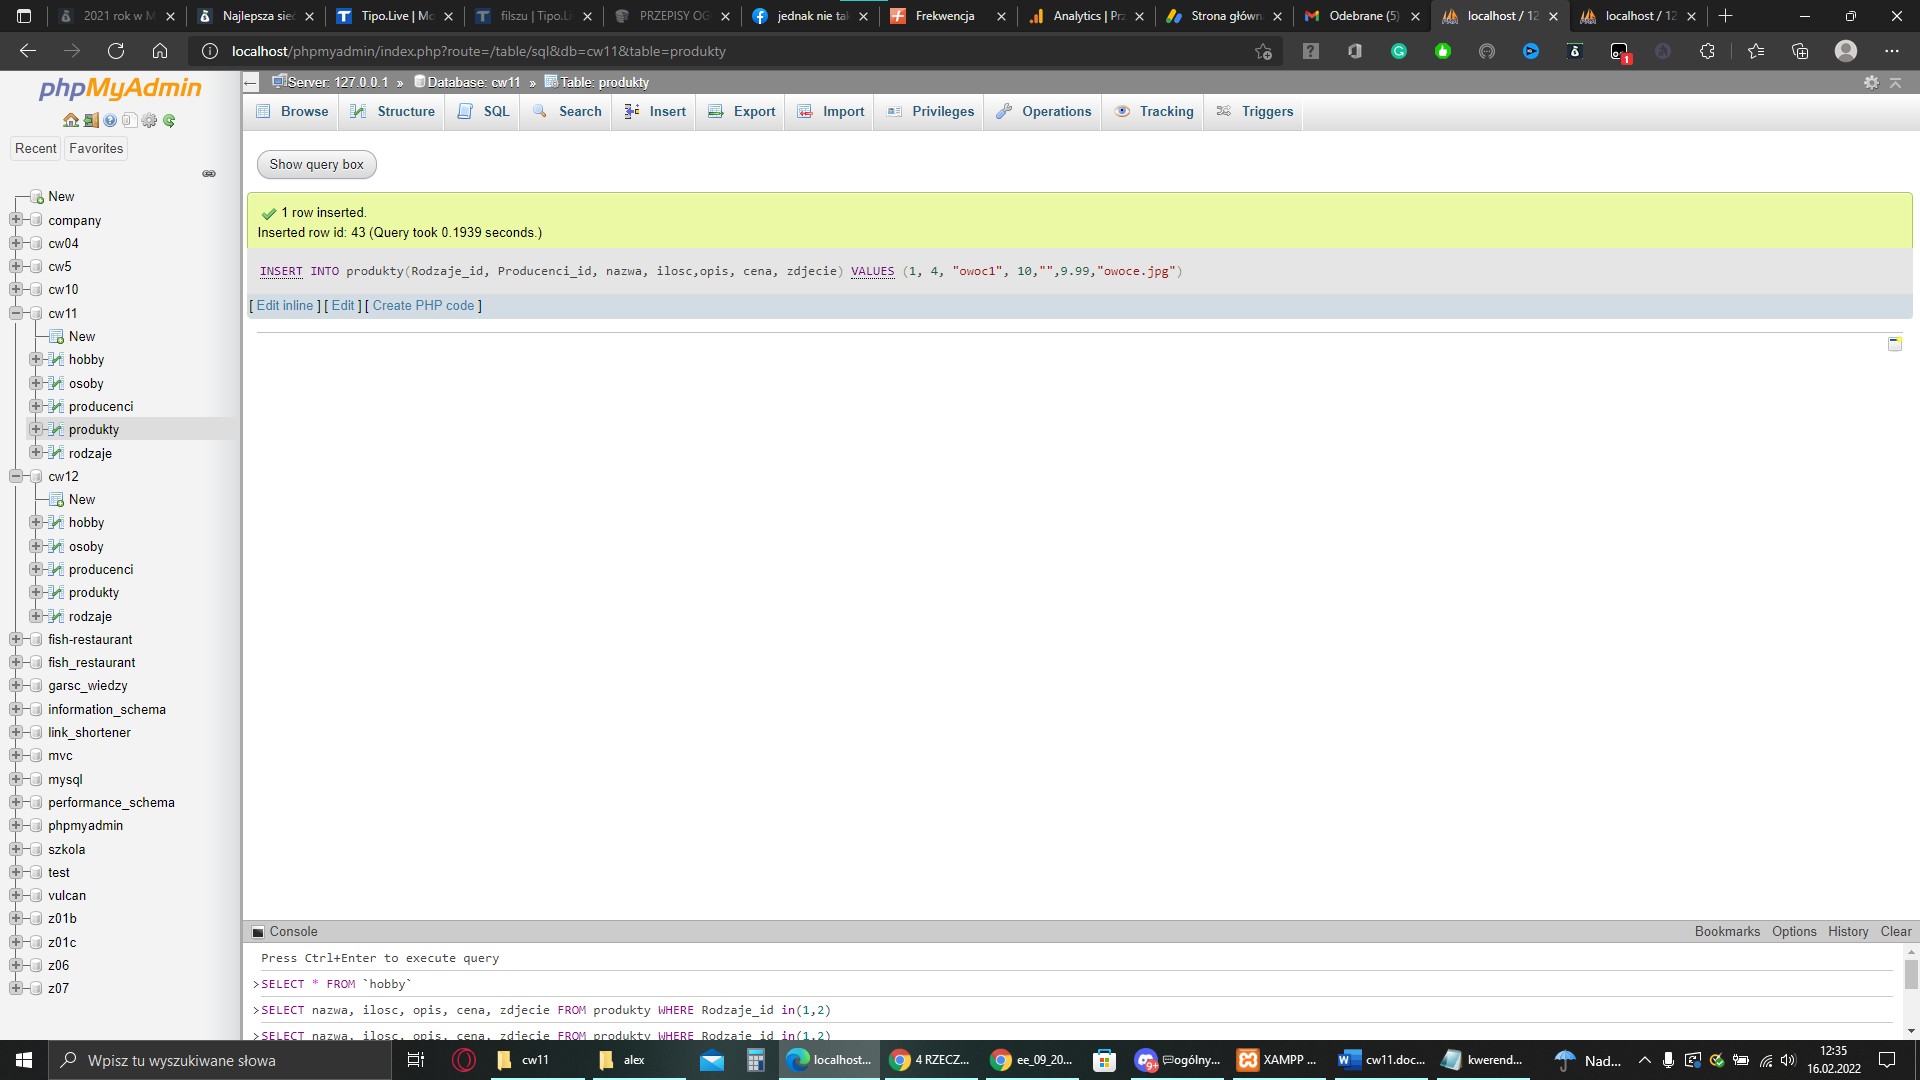 2021 rok w M
Najlepsza sie
Tipo.Live | Mo
filszu | Tipo.Li
PRZEPISY OG
jednak nie tak
Frekwencja
Analytics | Prz
Strona główn
Odebrane (5)
localhost / 12
localhost / 12
localhost/phpmyadmin/index.php?route=/table/sql&db=cw11&table=produkty
1
phpMyAdmin
Recent
Favorites
New
company
cw04
cw5
cw10
cw11
New
hobby
osoby
producenci
produkty
rodzaje
cw12
New
hobby
osoby
producenci
produkty
rodzaje
fish-restaurant
fish_restaurant
garsc_wiedzy
information_schema
link_shortener
mvc
mysql
performance_schema
phpmyadmin
szkola
test
vulcan
z01b
z01c
z06
z07
Server: 127.0.0.1 » Database: cw11 » Table: produkty
Browse Structure SQL Search Insert Export Import Privileges Operations Tracking Triggers
Show query box
1 row inserted.
Inserted row id: 43 (Query took 0.1939 seconds.)
INSERT INTO produkty(Rodzaje_id, Producenci_id, nazwa, ilosc,opis, cena, zdjecie) VALUES (1, 4, "owoc1", 10,"",9.99,"owoce.jpg")
[ Edit inline ] [ Edit ] [ Create PHP code ]
Console
Bookmarks Options History Clear
Press Ctrl+Enter to execute query
>SELECT * FROM `hobby`
>SELECT nazwa, ilosc, opis, cena, zdjecie FROM produkty WHERE Rodzaje_id in(1,2)
>SELECT nazwa, ilosc, opis, cena, zdjecie FROM produkty WHERE Rodzaje_id in(1,2)
Wpisz tu wyszukiwane słowa
cw11
alex
localhost...
4 RZECZ...
ee_09_20...
9+
ogólny...
XAMPP ...
cw11.doc...
kwerend...
Nad...
12:35
16.02.2022